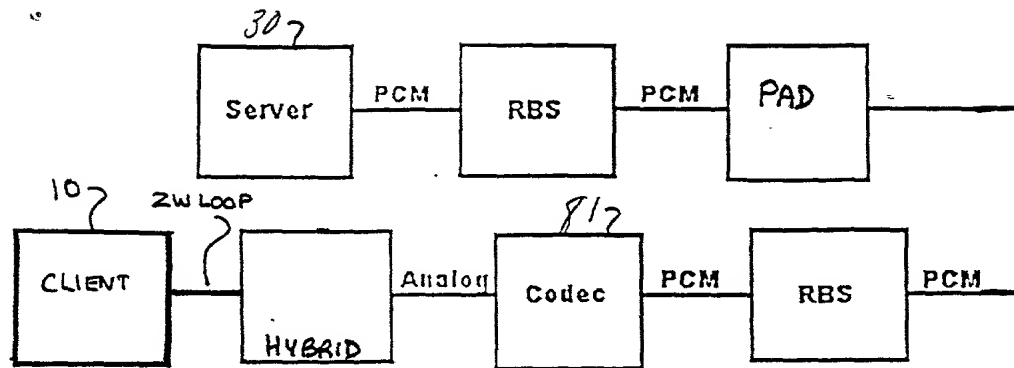 30
Server PCM RBS PCM PAD
10 2W LOOP 81
CLIENT Analog Codec PCM RBS PCM
HYBRID